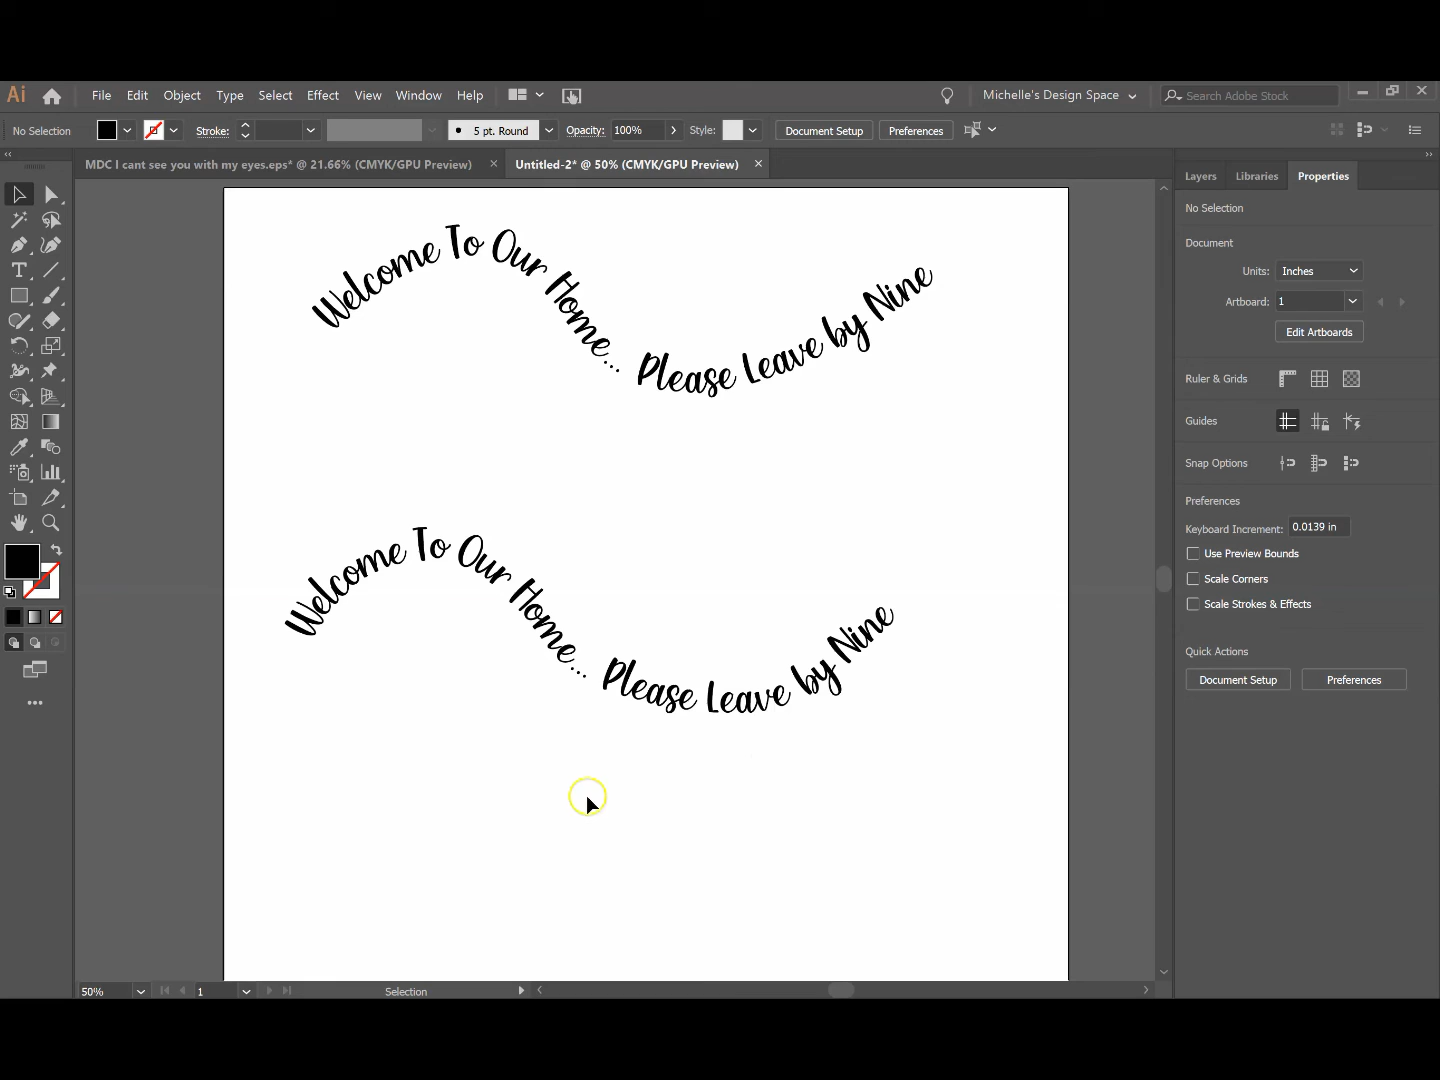 Ai File Edit Object Type Select Effect View Window Help Michelle's Design Space Search Adobe Stock
No Selection Stroke: 5 pt. Round Opacity: 100% Style: Document Setup Preferences
MDC I cant see you with my eyes.eps* @ 21.66% (CMYK/GPU Preview) Untitled-2* @ 50% (CMYK/GPU Preview)
Layers Libraries Properties
No Selection
Document
Units: Inches
Artboard: 1
Edit Artboards
Ruler & Grids
Guides
Snap Options
Preferences
Keyboard Increment: 0.0139 in
Use Preview Bounds
Scale Corners
Scale Strokes & Effects
Quick Actions
Document Setup Preferences
Welcome To Our Home... Please Leave by Nine
Welcome To Our Home... Please Leave by Nine
50% 1 Selection